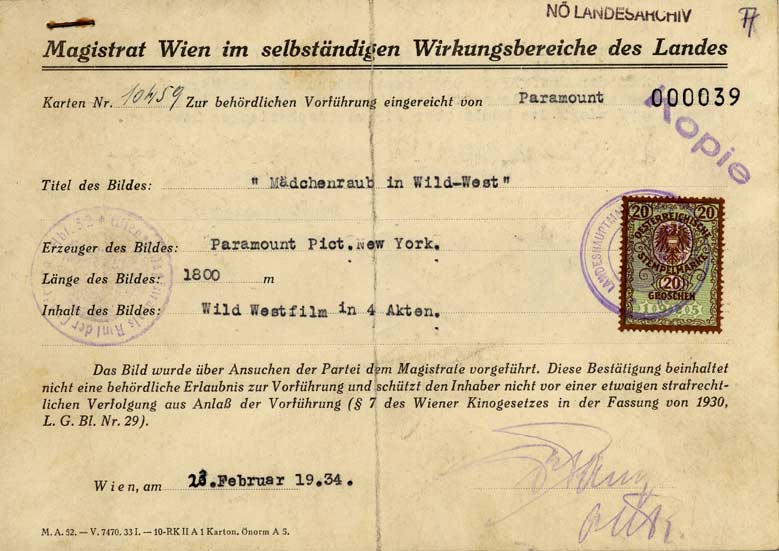 NÖ LANDESARCHIV
77
Magistrat Wien im selbständigen Wirkungsbereiche des Landes
Karten Nr. 10459 Zur behördlichen Vorführung eingereicht von Paramount 000039
Kopie
Titel des Bildes: " Mädchenraub in Wild-West"
Erzeuger des Bildes: Paramount Pict. New York.
Länge des Bildes: 1800 m
Inhalt des Bildes: Wild Westfilm in 4 Akten.
20 20
OESTERREICHISCHE
STEMPELMARKE
20
GROSCHEN
1925
LANDESHAUPTMA
Das Bild wurde über Ansuchen der Partei dem Magistrate vorgeführt. Diese Bestätigung beinhaltet
nicht eine behördliche Erlaubnis zur Vorführung und schützt den Inhaber nicht vor einer etwaigen strafrecht-
lichen Verfolgung aus Anlaß der Vorführung (§ 7 des Wiener Kinogesetzes in der Fassung von 1930,
L. G. Bl. Nr. 29).
Wien, am Februar 19.34.
M. A. 52. — V. 7470. 33 I. — 10-RK II A 1 Karton. Önorm A 5.